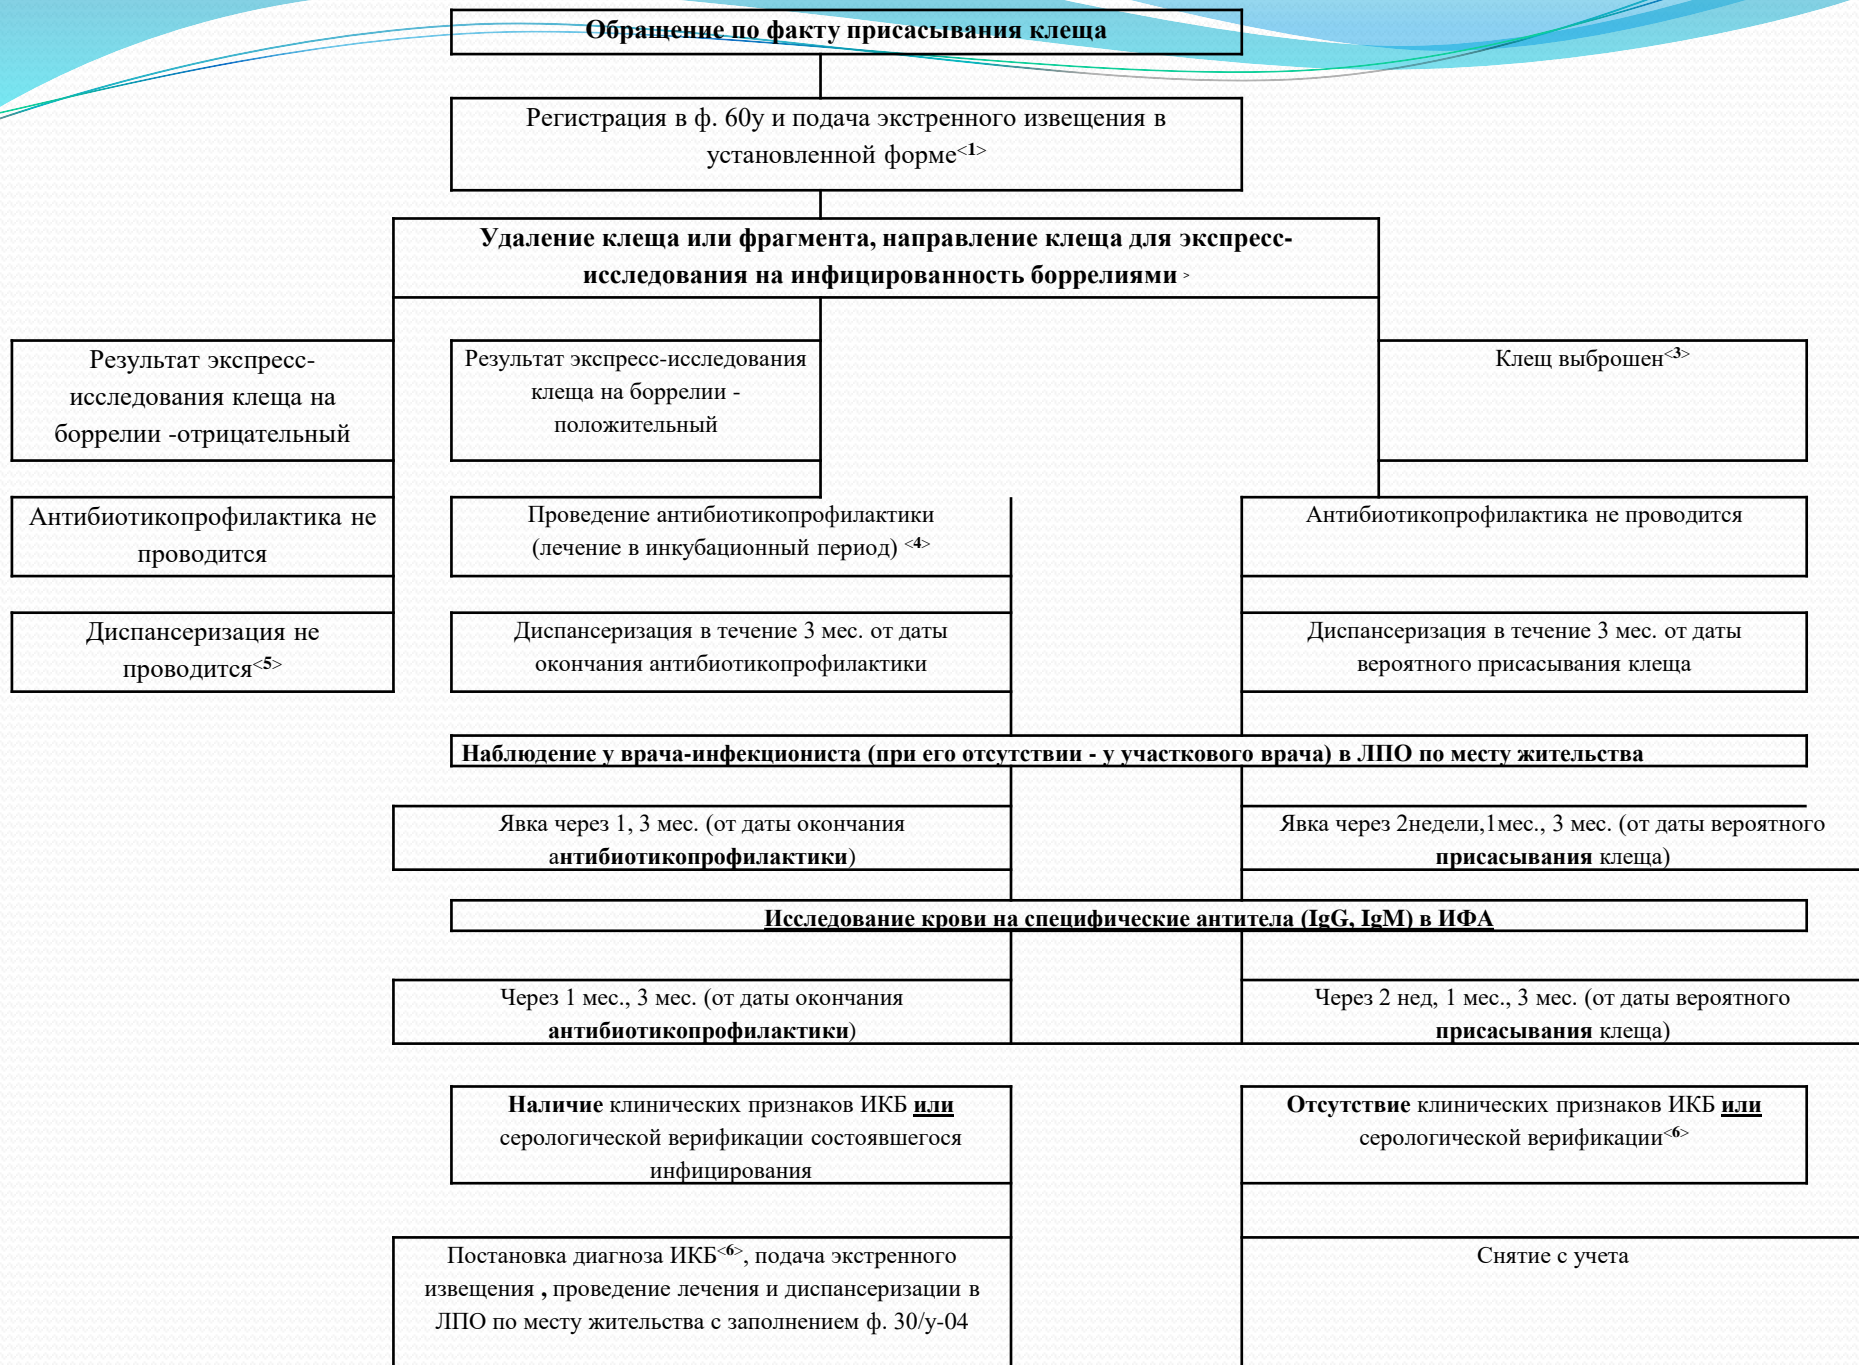 Обращение по факту присасывания клеща
Регистрация в ф. 60у и подача экстренного извещения в
установленной форме<1>
Удаление клеща или фрагмента, направление клеща для экспресс-
исследования на инфицированность боррелиями >
Результат экспресс-
исследования клеща на
боррелии -отрицательный
Результат экспресс-исследования
клеща на боррелии -
положительный
Клещ выброшен<3>
Антибиотикопрофилактика не
проводится
Проведение антибиотикопрофилактики
(лечение в инкубационный период) <4>
Антибиотикопрофилактика не проводится
Диспансеризация не
проводится<5>
Диспансеризация в течение 3 мес. от даты
окончания антибиотикопрофилактики
Диспансеризация в течение 3 мес. от даты
вероятного присасывания клеща
Наблюдение у врача-инфекциониста (при его отсутствии - у участкового врача) в ЛПО по месту жительства
Явка через 1, 3 мес. (от даты окончания
антибиотикопрофилактики)
Явка через 2недели,1мес., 3 мес. (от даты вероятного
присасывания клеща)
Исследование крови на специфические антитела (IgG, IgM) в ИФА
Через 1 мес., 3 мес. (от даты окончания
антибиотикопрофилактики)
Через 2 нед, 1 мес., 3 мес. (от даты вероятного
присасывания клеща)
Наличие клинических признаков ИКБ или
серологической верификации состоявшегося
инфицирования
Отсутствие клинических признаков ИКБ или
серологической верификации<6>
Постановка диагноза ИКБ<6>, подача экстренного
извещения , проведение лечения и диспансеризации в
ЛПО по месту жительства с заполнением ф. 30/у-04
Снятие с учета